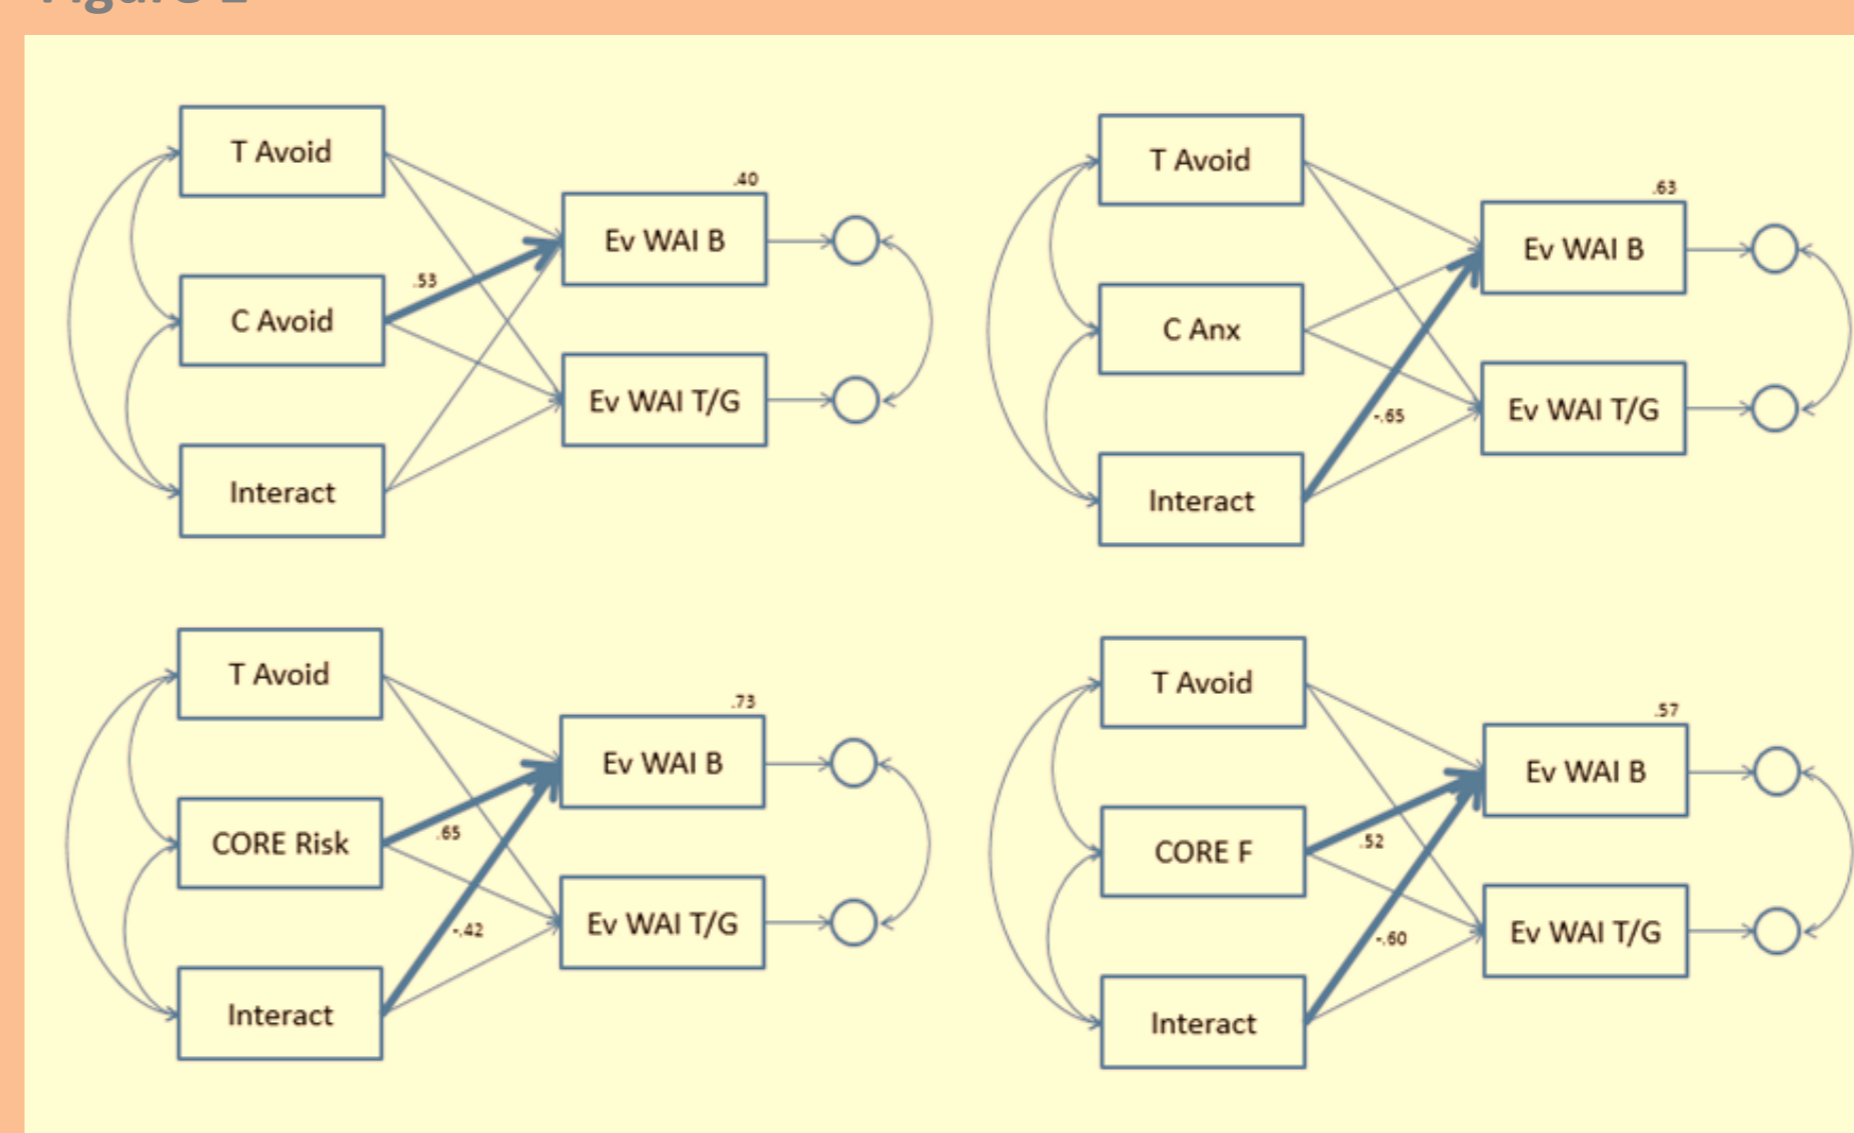 T Avoid
.40
Ev WAI B
.53
C Avoid
Ev WAI T/G
Interact
T Avoid
.63
Ev WAI B
C Anx
Ev WAI T/G
-.65
Interact
T Avoid
.73
Ev WAI B
.65
CORE Risk
Ev WAI T/G
-.42
Interact
T Avoid
.57
Ev WAI B
.52
CORE F
Ev WAI T/G
-.60
Interact